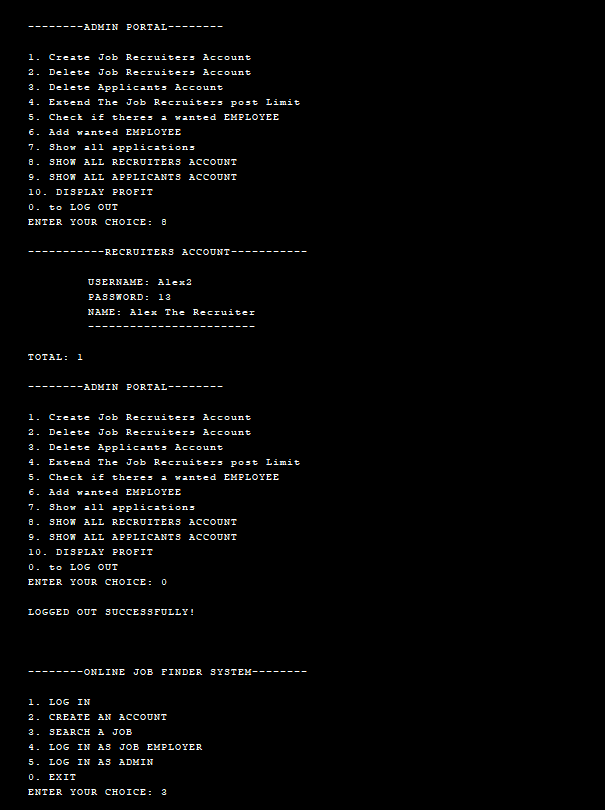 --------ADMIN PORTAL--------
1. Create Job Recruiters Account
2. Delete Job Recruiters Account
3. Delete Applicants Account
4. Extend The Job Recruiters post Limit
5. Check if theres a wanted EMPLOYEE
6. Add wanted EMPLOYEE
7. Show all applications
8. SHOW ALL RECRUITERS ACCOUNT
9. SHOW ALL APPLICANTS ACCOUNT
10. DISPLAY PROFIT
0. to LOG OUT
ENTER YOUR CHOICE: 8
-----------RECRUITERS ACCOUNT-----------
USERNAME: Alex2
PASSWORD: 13
NAME: Alex The Recruiter
------------------------
TOTAL: 1
--------ADMIN PORTAL--------
1. Create Job Recruiters Account
2. Delete Job Recruiters Account
3. Delete Applicants Account
4. Extend The Job Recruiters post Limit
5. Check if theres a wanted EMPLOYEE
6. Add wanted EMPLOYEE
7. Show all applications
8. SHOW ALL RECRUITERS ACCOUNT
9. SHOW ALL APPLICANTS ACCOUNT
10. DISPLAY PROFIT
0. to LOG OUT
ENTER YOUR CHOICE: 0
LOGGED OUT SUCCESSFULLY!
--------ONLINE JOB FINDER SYSTEM--------
1. LOG IN
2. CREATE AN ACCOUNT
3. SEARCH A JOB
4. LOG IN AS JOB EMPLOYER
5. LOG IN AS ADMIN
0. EXIT
ENTER YOUR CHOICE: 3